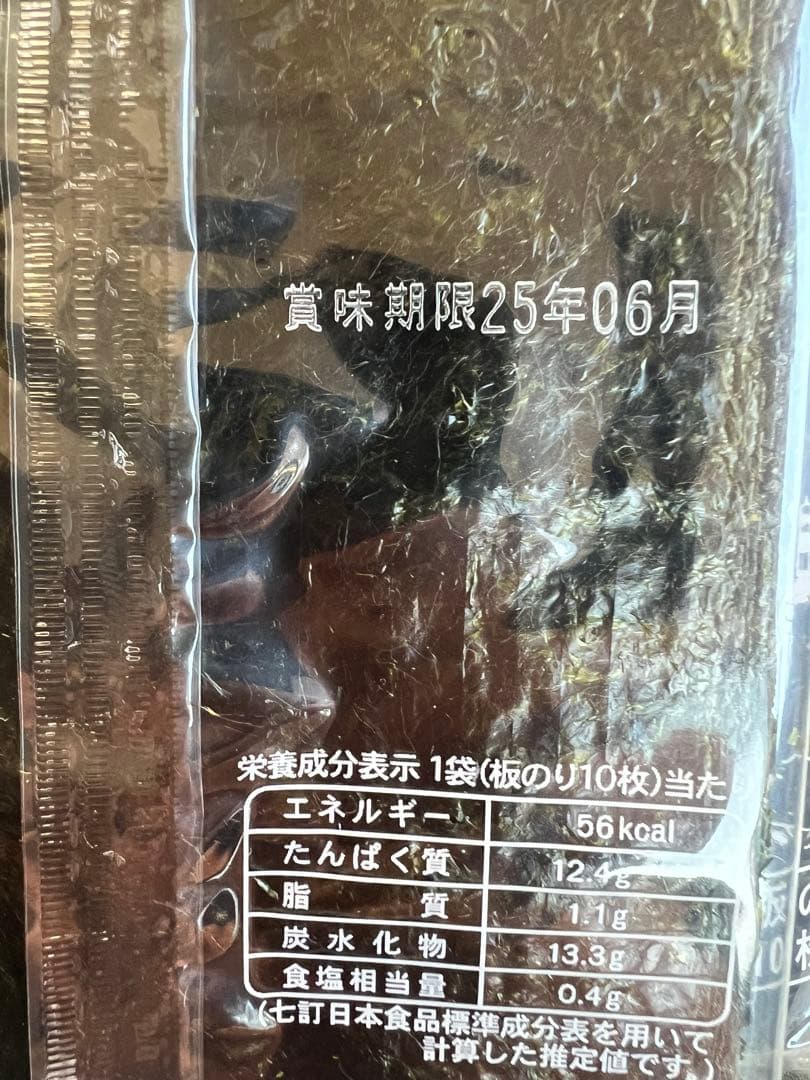 賞味期限25年06月
栄養成分表示 1袋(板のり10枚)当た
エネルギー 56kcal
たんぱく質 12.4g
脂質 1.1g
炭水化物 13.3g
食塩相当量 0.4g
(七訂日本食品標準成分表を用いて
計算した推定値です。)